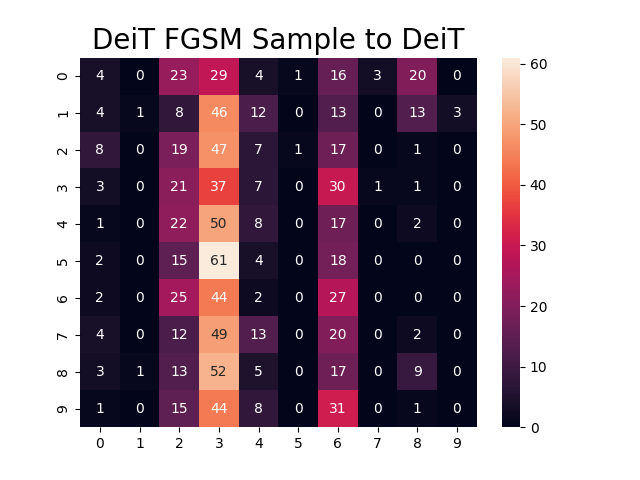 DeiT FGSM Sample to DeiT
0 4 0 23 29 4 1 16 3 20 0
1 4 1 8 46 12 0 13 0 13 3
2 8 0 19 47 7 1 17 0 1 0
3 3 0 21 37 7 0 30 1 1 0
4 1 0 22 50 8 0 17 0 2 0
5 2 0 15 61 4 0 18 0 0 0
6 2 0 25 44 2 0 27 0 0 0
7 4 0 12 49 13 0 20 0 2 0
8 3 1 13 52 5 0 17 0 9 0
9 1 0 15 44 8 0 31 0 1 0
0 1 2 3 4 5 6 7 8 9
60
50
40
30
20
10
0